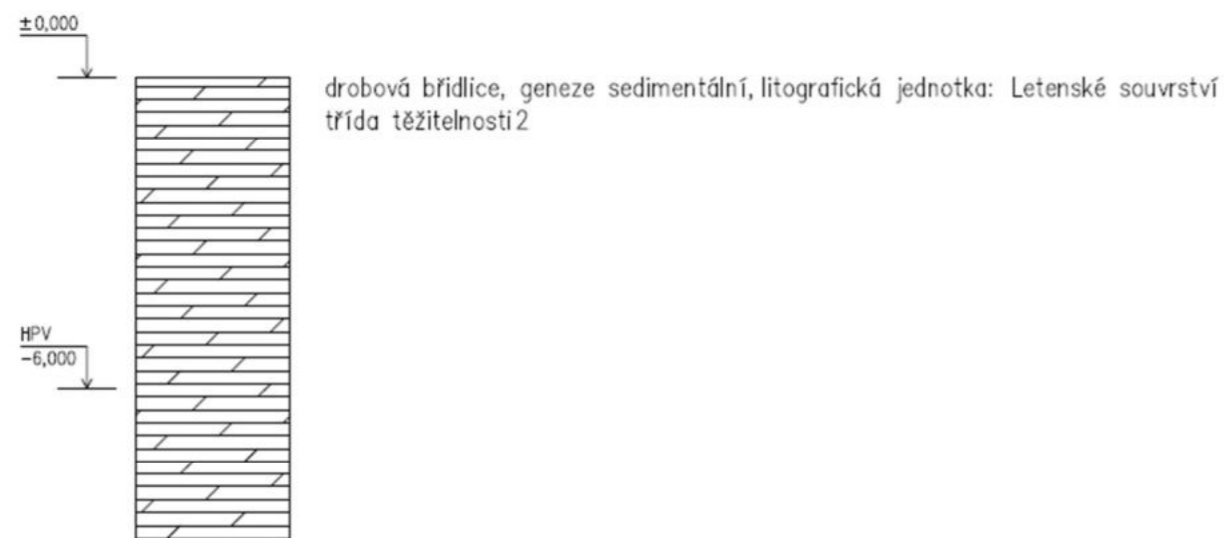 ±0,000
drobová břidlice, geneze sedimentální, litografická jednotka: Letenské souvrství
třída těžitelnosti 2
HPV
-6,000